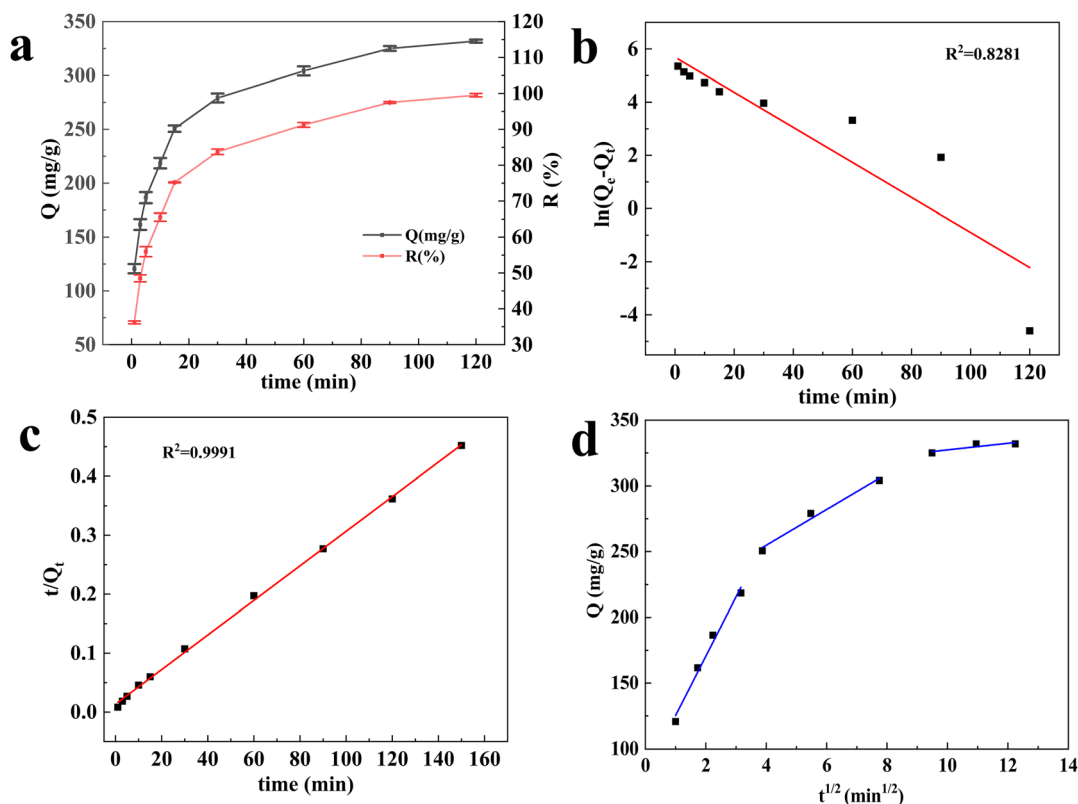 a
Q (mg/g)
350
300
250
200
150
100
50
120
110
100
90
80
70
60
50
40
30
R (%)
Q(mg/g)
R(%)
0 20 40 60 80 100 120
time (min)
b
R²=0.8281
ln(Qₑ-Qₜ)
6
4
2
0
-2
-4
0 20 40 60 80 100 120
time (min)
c
R²=0.9991
t/Qₜ
0.5
0.4
0.3
0.2
0.1
0.0
0 20 40 60 80 100 120 140 160
time (min)
d
Q (mg/g)
350
300
250
200
150
100
0 2 4 6 8 10 12 14
t¹/² (min¹/²)